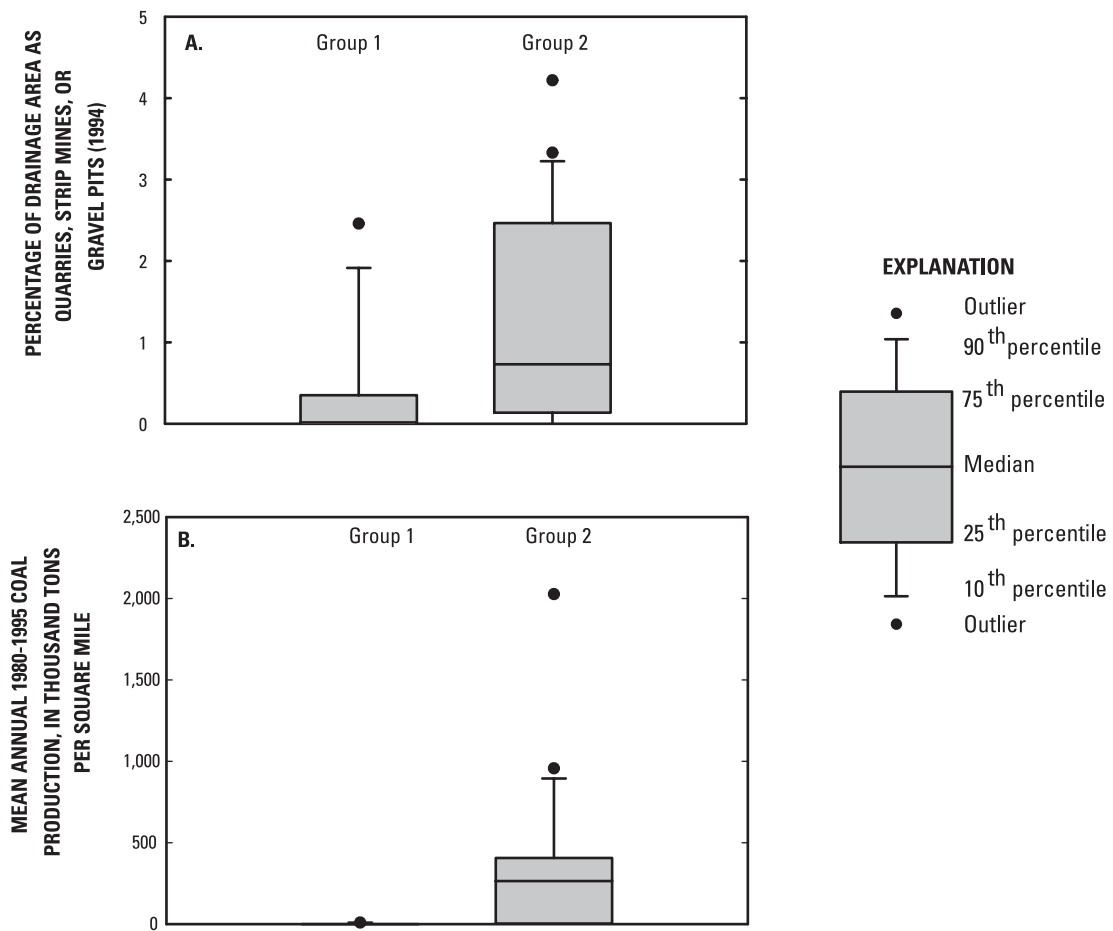 PERCENTAGE OF DRAINAGE AREA AS
QUARRIES, STRIP MINES, OR
GRAVEL PITS (1994)
5
4
3
2
1
0
A.
Group 1
Group 2
MEAN ANNUAL 1980-1995 COAL
PRODUCTION, IN THOUSAND TONS
PER SQUARE MILE
2,500
2,000
1,500
1,000
500
0
B.
Group 1
Group 2
EXPLANATION
Outlier
90th percentile
75th percentile
Median
25th percentile
10th percentile
Outlier